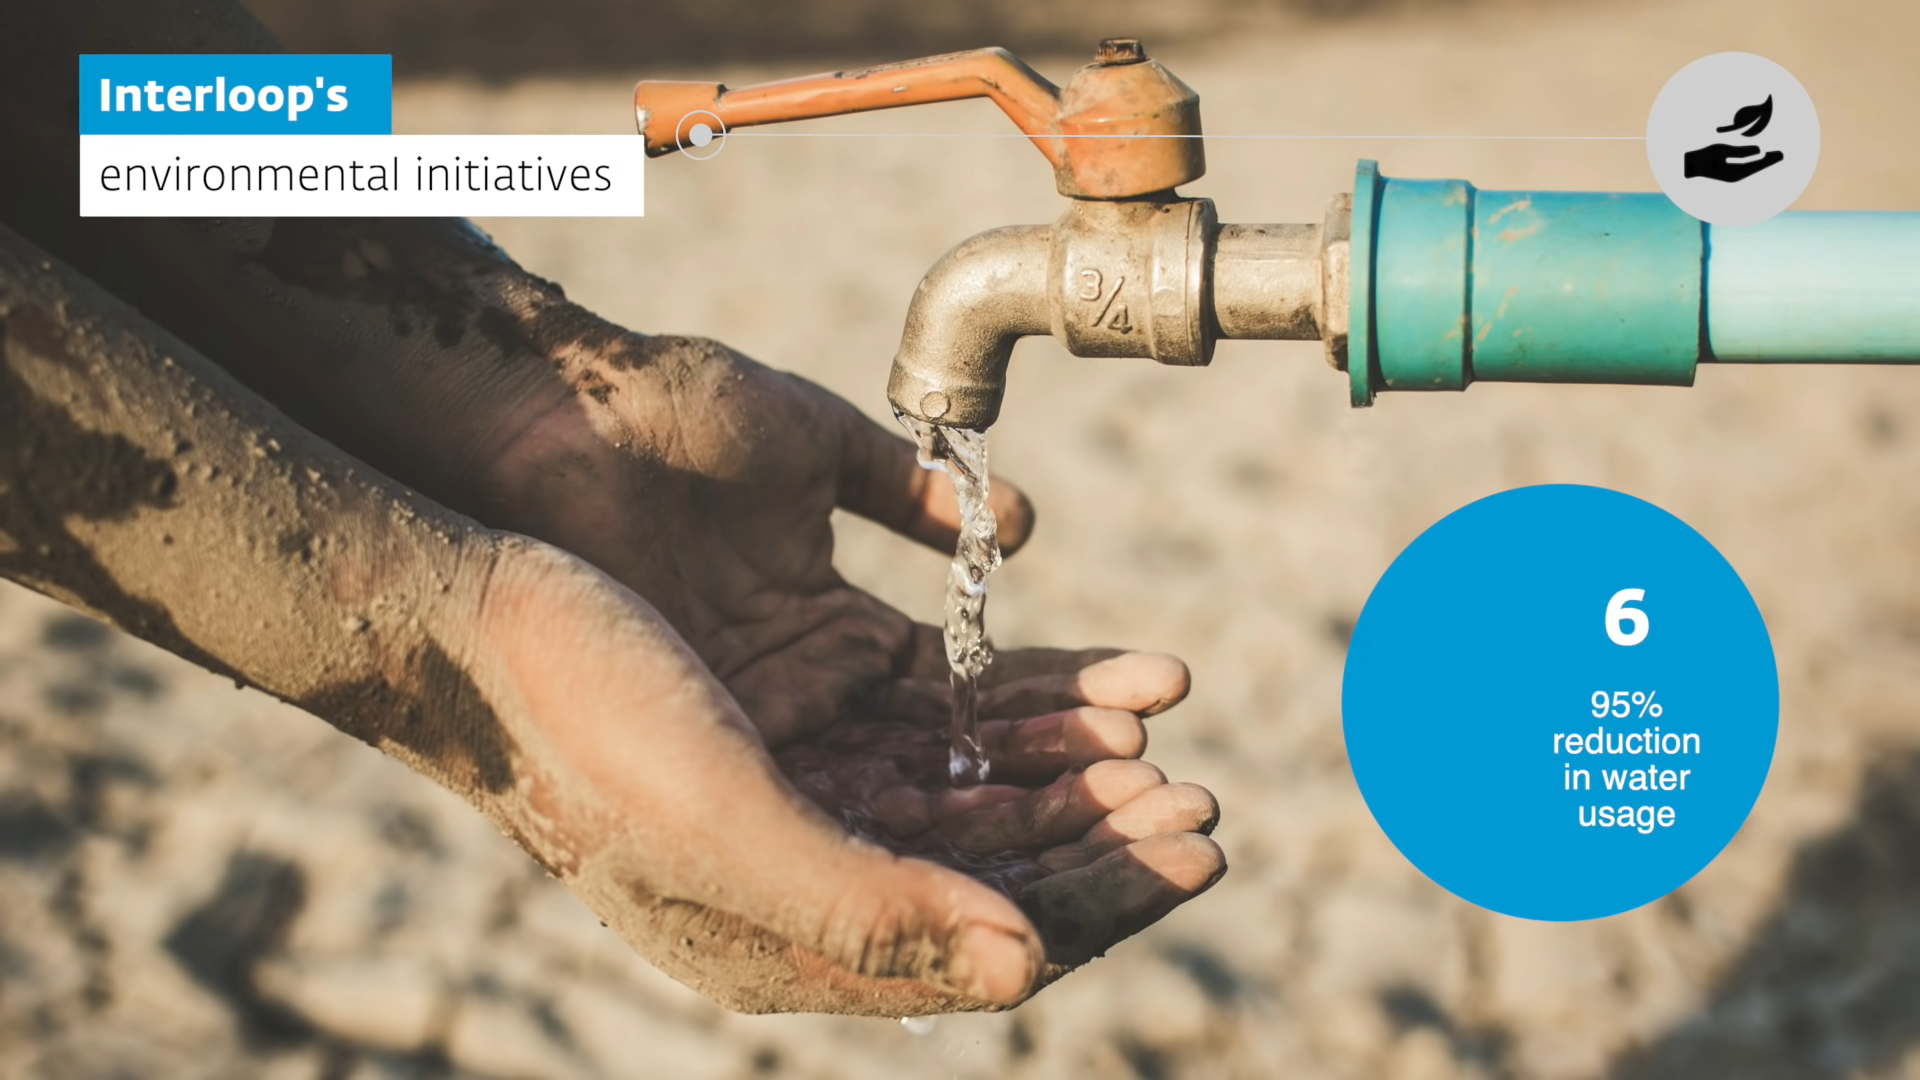 Interloop's
environmental initiatives
3/4
6
95%
reduction
in water
usage